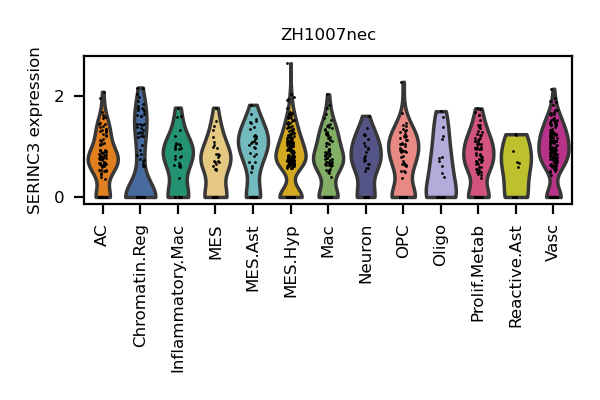 ZH1007nec
SERINC3 expression
2
0
AC
Chromatin.Reg
Inflammatory.Mac
MES
MES.Ast
MES.Hyp
Mac
Neuron
OPC
Oligo
Prolif.Metab
Reactive.Ast
Vasc